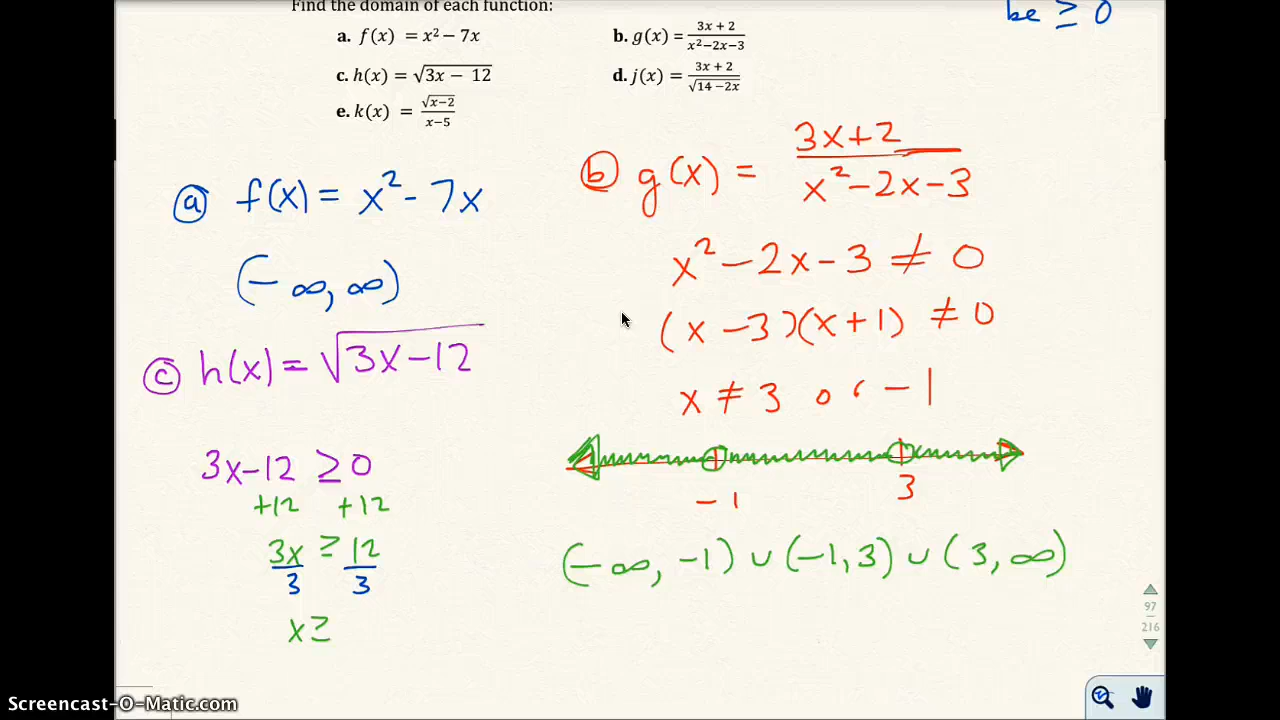 Find the domain of each function:
be ≥ 0
a. f(x) = x² − 7x
b. g(x) = (3x + 2)/(x²−2x−3)
c. h(x) = √(3x − 12)
d. j(x) = (3x + 2)/√(14 −2x)
e. k(x) = √(x−2)/(x−5)
ⓐ f(x) = x² - 7x
(-∞, ∞)
ⓒ h(x) = √(3x-12)
3x-12 ≥ 0
+12 +12
3x ≥ 12
3 3
x ≥
ⓑ g(x) = (3x+2)/(x²-2x-3)
x² - 2x - 3 ≠ 0
(x - 3)(x + 1) ≠ 0
x ≠ 3 or -1
-1 3
(-∞, -1) ∪ (-1, 3) ∪ (3, ∞)
97
216
Screencast-O-Matic.com